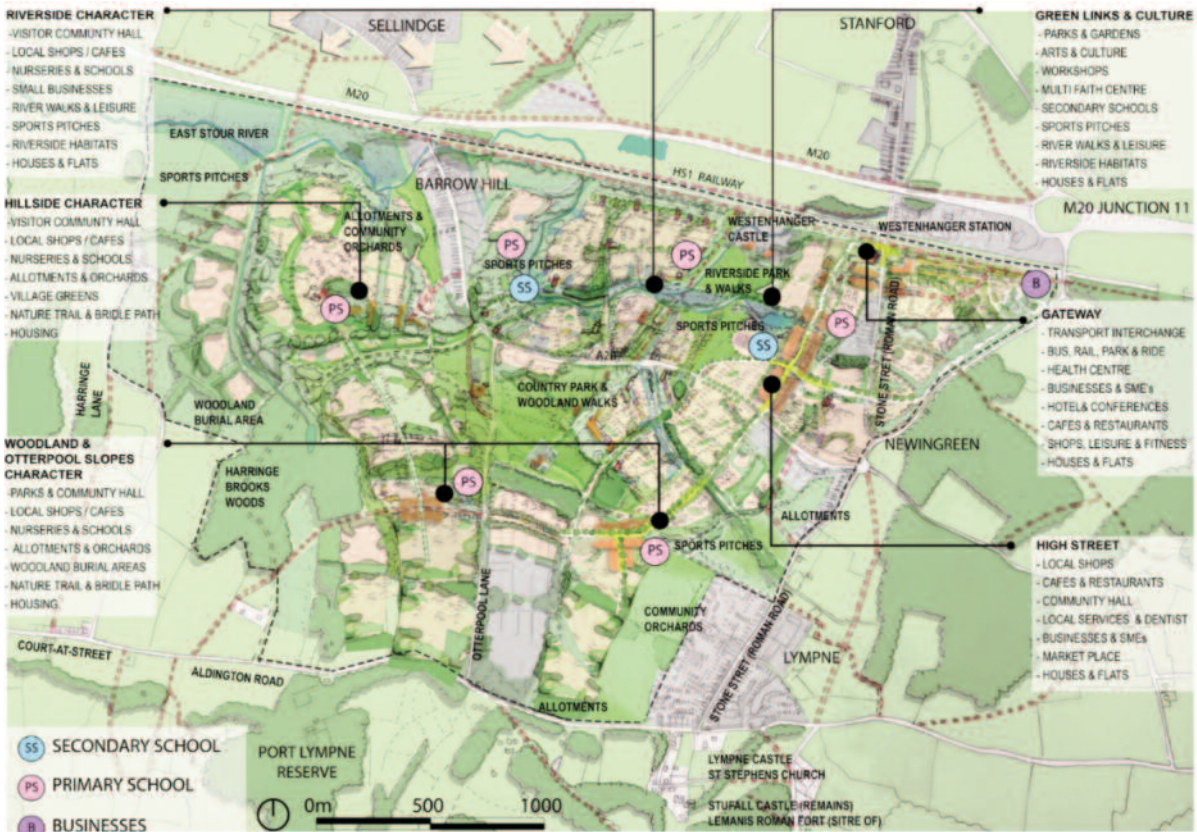 RIVERSIDE CHARACTER
-VISITOR COMMUNTY HALL
- LOCAL SHOPS / CAFES
- NURSERIES & SCHOOLS
- SMALL BUSINESSES
- RIVER WALKS & LEISURE
- SPORTS PITCHES
- RIVERSIDE HABITATS
- HOUSES & FLATS
HILLSIDE CHARACTER
-VISITOR COMMUNTY HALL
- LOCAL SHOPS / CAFES
- NURSERIES & SCHOOLS
- ALLOTMENTS & ORCHARDS
- VILLAGE GREENS
- NATURE TRAIL & BRIDLE PATH
- HOUSING
HARRINGE
LANE
WOODLAND &
OTTERPOOL SLOPES
CHARACTER
-PARKS & COMMUNTY HALL
- LOCAL SHOPS / CAFES
- NURSERIES & SCHOOLS
- ALLOTMENTS & ORCHARDS
- WOODLAND BURIAL AREAS
- NATURE TRAIL & BRIDLE PATH
- HOUSING
SELLINDGE
STANFORD
M20
M20
HS1 RAILWAY
EAST STOUR RIVER
SPORTS PITCHES
BARROW HILL
ALLOTMENTS &
COMMUNITY
ORCHARDS
PS
PS
SPORTS PITCHES
SS
PS
WESTENHANGER
CASTLE
RIVERSIDE PARK
& WALKS
WESTENHANGER STATION
SPORTS PITCHES
SS
PS
STONE STREET (ROMAN ROAD)
B
COUNTRY PARK &
WOODLAND WALKS
WOODLAND
BURIAL AREA
HARRINGE
BROOKS
WOODS
PS
NEWINGREEN
ALLOTMENTS
PS
SPORTS PITCHES
OTTERPOOL LANE
COMMUNITY
ORCHARDS
STONE STREET (ROMAN ROAD)
LYMPNE
COURT-AT-STREET
ALDINGTON ROAD
ALLOTMENTS
PORT LYMPNE
RESERVE
LYMPNE CASTLE
ST STEPHENS CHURCH
STUFALL CASTLE (REMAINS)
LEMANIS ROMAN FORT (SITRE OF)
GREEN LINKS & CULTURE
- PARKS & GARDENS
- ARTS & CULTURE
- WORKSHOPS
- MULTI FAITH CENTRE
- SECONDARY SCHOOLS
- SPORTS PITCHES
- RIVER WALKS & LEISURE
- RIVERSIDE HABITATS
- HOUSES & FLATS
M20 JUNCTION 11
GATEWAY
- TRANSPORT INTERCHANGE
- BUS, RAIL, PARK & RIDE
- HEALTH CENTRE
- BUSINESSES & SMEs
- HOTEL& CONFERENCES
- CAFES & RESTAURANTS
- SHOPS, LEISURE & FITNESS
- HOUSES & FLATS
HIGH STREET
- LOCAL SHOPS
- CAFES & RESTAURANTS
- COMMUNITY HALL
- LOCAL SERVICES & DENTIST
- BUSINESSES & SMEs
- MARKET PLACE
- HOUSES & FLATS
SS SECONDARY SCHOOL
PS PRIMARY SCHOOL
B BUSINESSES
0m 500 1000